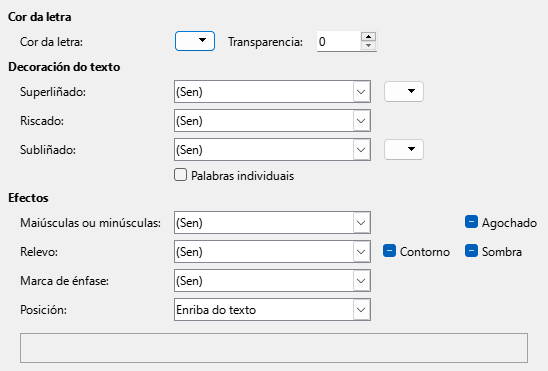 Cor da letra
Cor da letra: Transparencia: 0
Decoración do texto
Superliñado: (Sen)
Riscado: (Sen)
Subliñado: (Sen)
Palabras individuais
Efectos
Maiúsculas ou minúsculas: (Sen) Agochado
Relevo: (Sen) Contorno Sombra
Marca de énfase: (Sen)
Posición: Enriba do texto